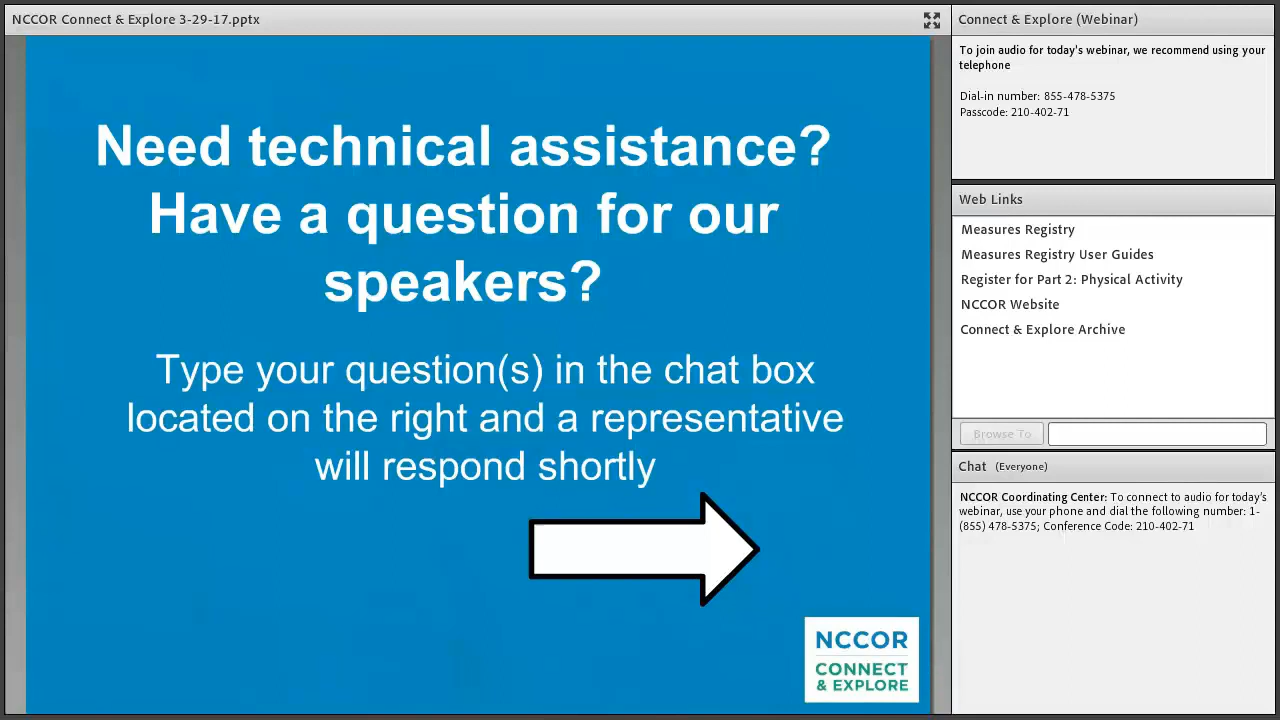 NCCOR Connect & Explore 3-29-17.pptx
Need technical assistance?
Have a question for our
speakers?
Type your question(s) in the chat box
located on the right and a representative
will respond shortly
NCCOR
CONNECT
& EXPLORE
Connect & Explore (Webinar)
To join audio for today's webinar, we recommend using your
telephone
Dial-in number: 855-478-5375
Passcode: 210-402-71
Web Links
Measures Registry
Measures Registry User Guides
Register for Part 2: Physical Activity
NCCOR Website
Connect & Explore Archive
Browse To
Chat (Everyone)
NCCOR Coordinating Center: To connect to audio for today's
webinar, use your phone and dial the following number: 1-
(855) 478-5375; Conference Code: 210-402-71